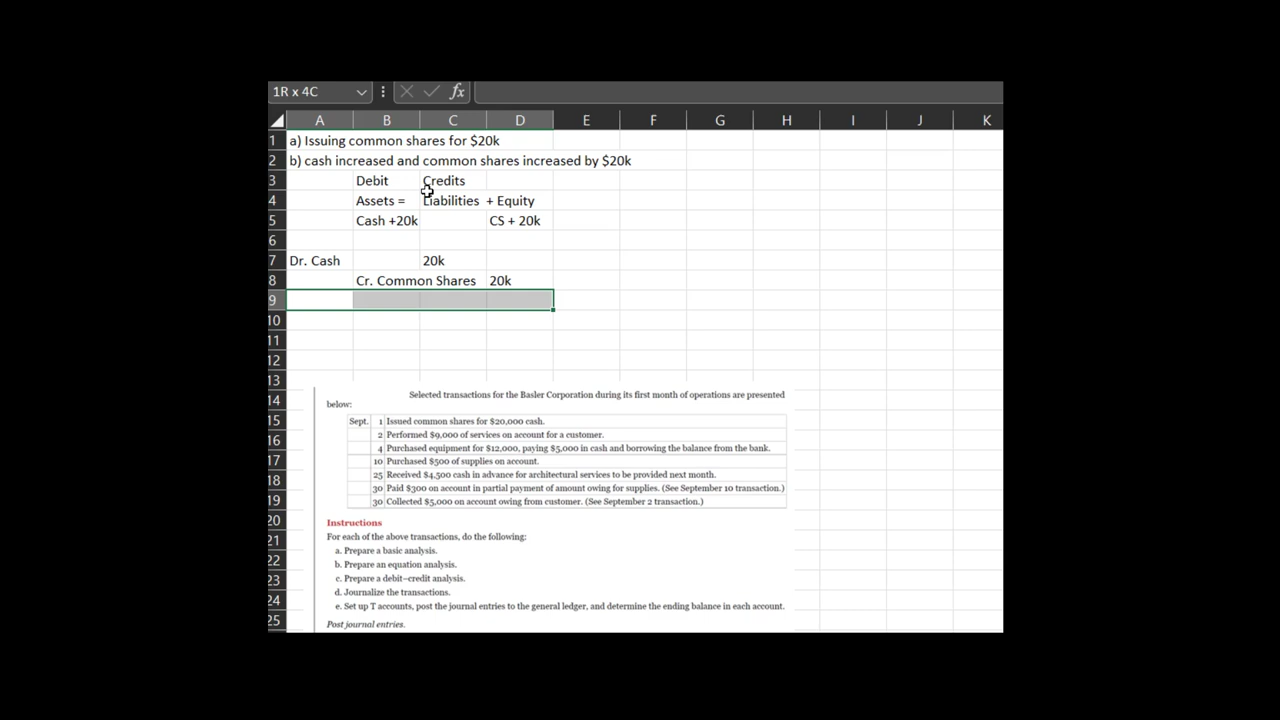 1R x 4C fx
A B C D E F G H I J K
1 a) Issuing common shares for $20k
2 b) cash increased and common shares increased by $20k
3 Debit Credits
4 Assets = Liabilities + Equity
5 Cash +20k CS + 20k
6
7 Dr. Cash 20k
8 Cr. Common Shares 20k
9
10
11
12
13
14 Selected transactions for the Basler Corporation during its first month of operations are presented
below:
15 Sept. 1 Issued common shares for $20,000 cash.
16 2 Performed $9,000 of services on account for a customer.
4 Purchased equipment for $12,000, paying $5,000 in cash and borrowing the balance from the bank.
17 10 Purchased $500 of supplies on account.
18 25 Received $4,500 cash in advance for architectural services to be provided next month.
30 Paid $300 on account in partial payment of amount owing for supplies. (See September 10 transaction.)
19 30 Collected $5,000 on account owing from customer. (See September 2 transaction.)
20 Instructions
21 For each of the above transactions, do the following:
a. Prepare a basic analysis.
22 b. Prepare an equation analysis.
23 c. Prepare a debit–credit analysis.
24 d. Journalize the transactions.
e. Set up T accounts, post the journal entries to the general ledger, and determine the ending balance in each account.
25 Post journal entries.